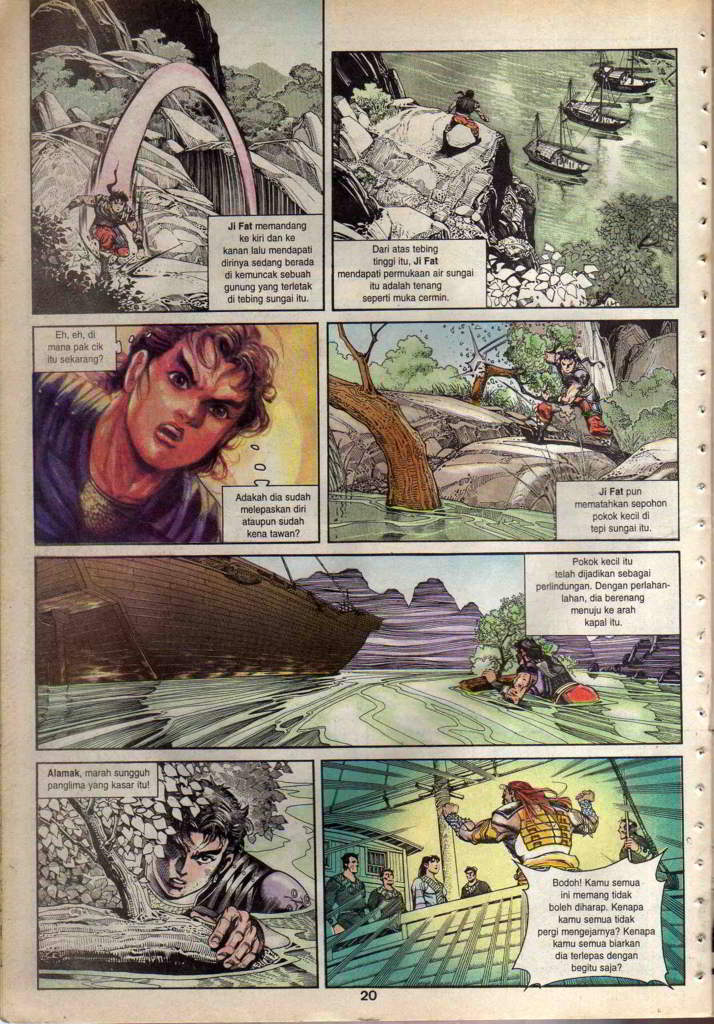 Ji Fat memandang
ke kiri dan ke
kanan lalu mendapati
dirinya sedang berada
di kemuncak sebuah
gunung yang terletak
di tebing sungai itu.
Dari atas tebing
tinggi itu, Ji Fat
mendapati permukaan air sungai
itu adalah tenang
seperti muka cermin.
Eh, eh, di
mana pak cik
itu sekarang?
Adakah dia sudah
melepaskan diri
ataupun sudah
kena tawan?
Ji Fat pun
mematahkan sepohon
pokok kecil di
tepi sungai itu.
Pokok kecil itu
telah dijadikan sebagai
perlindungan. Dengan perlahan-
lahan, dia berenang
menuju ke arah
kapal itu.
Alamak, marah sungguh
panglima yang kasar itu!
Bodoh! Kamu semua
ini memang tidak
boleh diharap. Kenapa
kamu semua tidak
pergi mengejarnya? Kenapa
kamu semua biarkan
dia terlepas dengan
begitu saja?
20